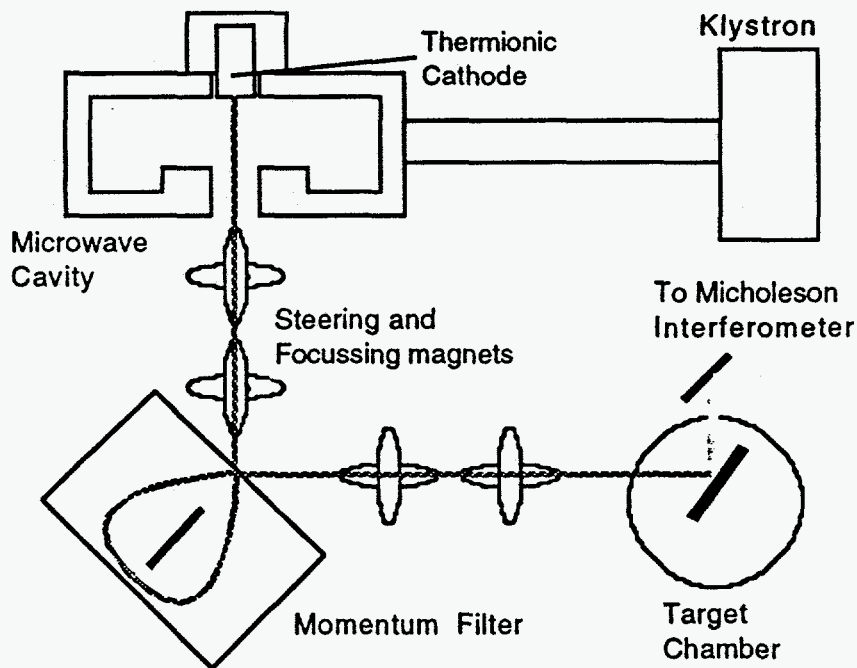 Thermionic
Cathode
Klystron
Microwave
Cavity
Steering and
Focussing magnets
To Micholeson
Interferometer
Momentum Filter
Target
Chamber